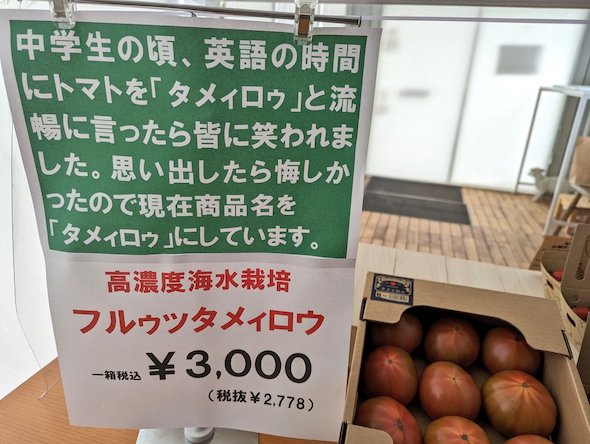 中学生の頃、英語の時間
にトマトを「タメィロゥ」と流
暢に言ったら皆に笑われま
した。思い出したら悔しか
ったので現在商品名を
「タメィロゥ」にしています。
高濃度海水栽培
フルゥツタメィロウ
一箱税込 ¥3,000
（税抜¥2,778）